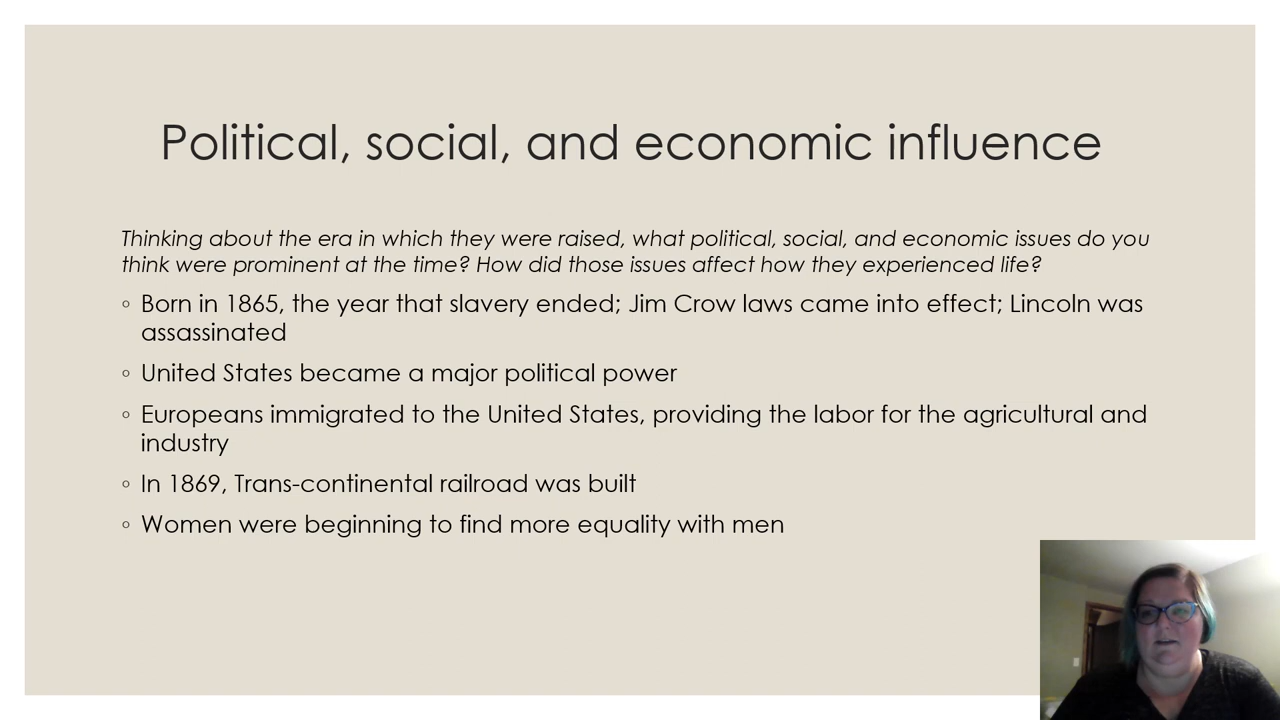 Political, social, and economic influence
Thinking about the era in which they were raised, what political, social, and economic issues do you
think were prominent at the time? How did those issues affect how they experienced life?
◦ Born in 1865, the year that slavery ended; Jim Crow laws came into effect; Lincoln was
assassinated
◦ United States became a major political power
◦ Europeans immigrated to the United States, providing the labor for the agricultural and
industry
◦ In 1869, Trans-continental railroad was built
◦ Women were beginning to find more equality with men